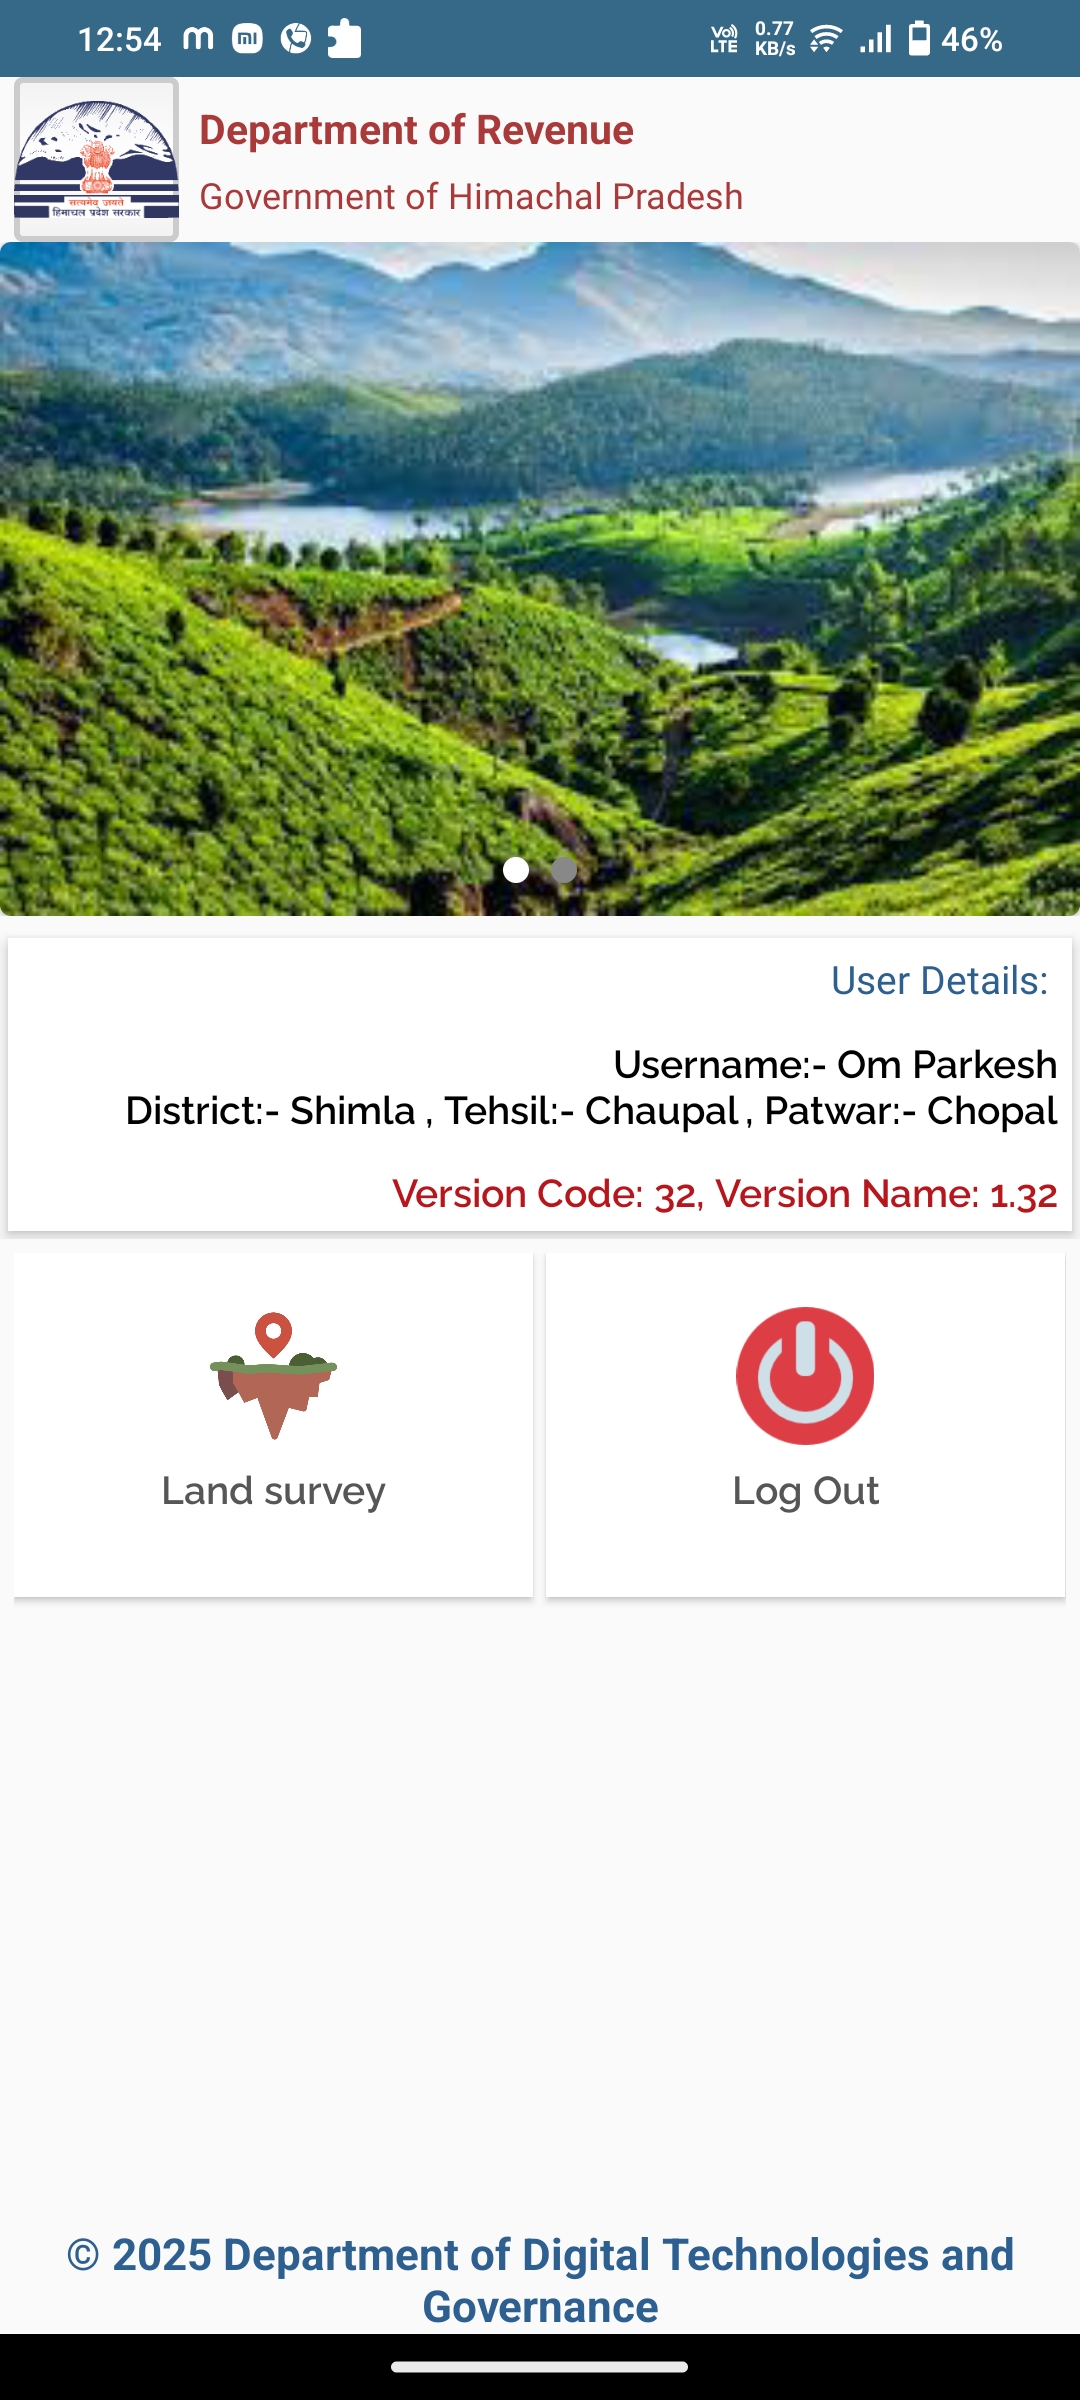 12:54
Vo) 0.77
LTE KB/s
46%
Department of Revenue
Government of Himachal Pradesh
सत्यमेव जयते
हिमाचल प्रदेश सरकार
User Details:
Username:- Om Parkesh
District:- Shimla , Tehsil:- Chaupal , Patwar:- Chopal
Version Code: 32, Version Name: 1.32
Land survey
Log Out
© 2025 Department of Digital Technologies and
Governance